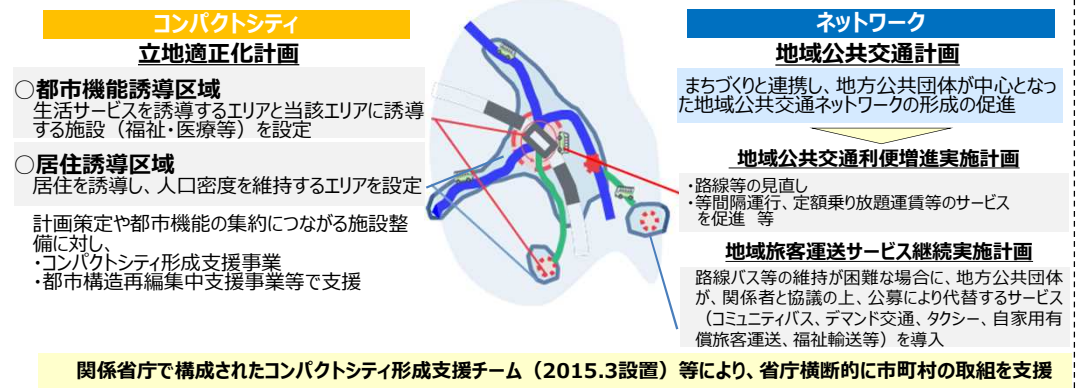 コンパクトシティ
立地適正化計画
○都市機能誘導区域
生活サービスを誘導するエリアと当該エリアに誘導
する施設（福祉・医療等）を設定
○居住誘導区域
居住を誘導し、人口密度を維持するエリアを設定
計画策定や都市機能の集約につながる施設整
備に対し、
・コンパクトシティ形成支援事業
・都市構造再編集中支援事業等で支援
ネットワーク
地域公共交通計画
まちづくりと連携し、地方公共団体が中心となっ
た地域公共交通ネットワークの形成の促進
地域公共交通利便増進実施計画
・路線等の見直し
・等間隔運行、定額乗り放題運賃等のサービス
を促進 等
地域旅客運送サービス継続実施計画
路線バス等の維持が困難な場合に、地方公共団体
が、関係者と協議の上、公募により代替するサービス
（コミュニティバス、デマンド交通、タクシー、自家用有
償旅客運送、福祉輸送等）を導入
関係省庁で構成されたコンパクトシティ形成支援チーム（2015.3設置）等により、省庁横断的に市町村の取組を支援